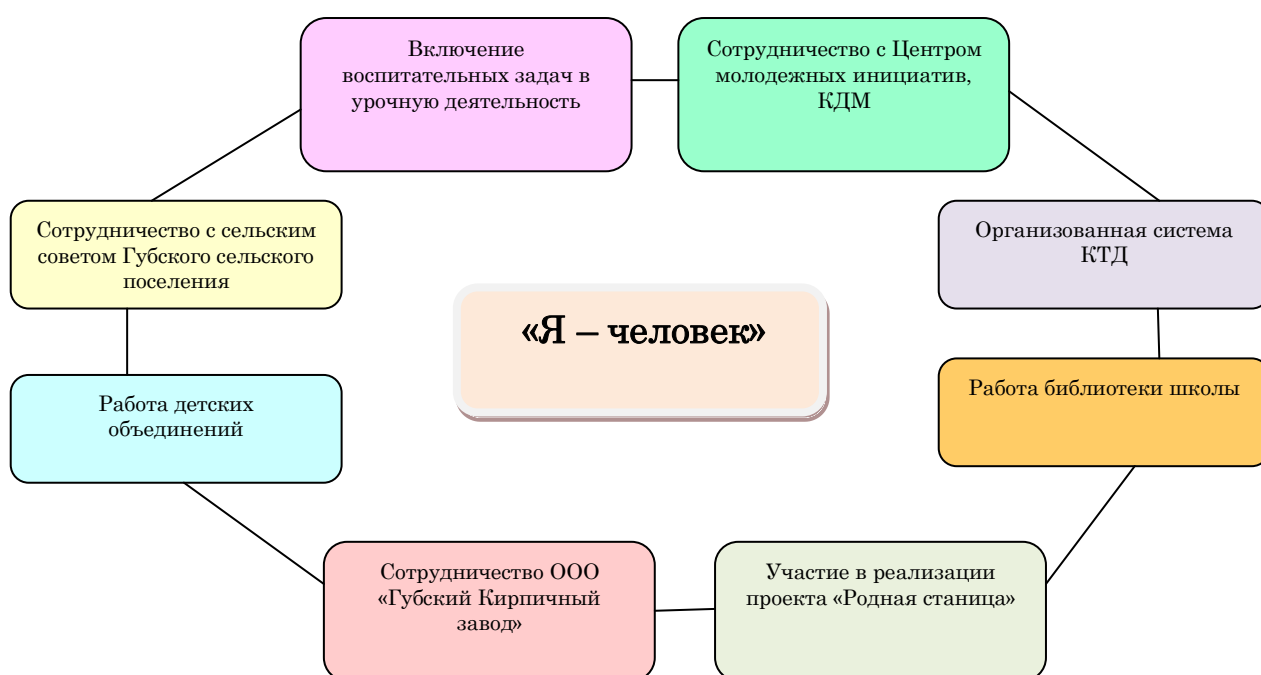 Включение
воспитательных задач в
урочную деятельность
Сотрудничество с Центром
молодежных инициатив,
КДМ
Сотрудничество с сельским
советом Губского сельского
поселения
Организованная система
КТД
«Я – человек»
Работа детских
объединений
Работа библиотеки школы
Сотрудничество ООО
«Губский Кирпичный
завод»
Участие в реализации
проекта «Родная станица»